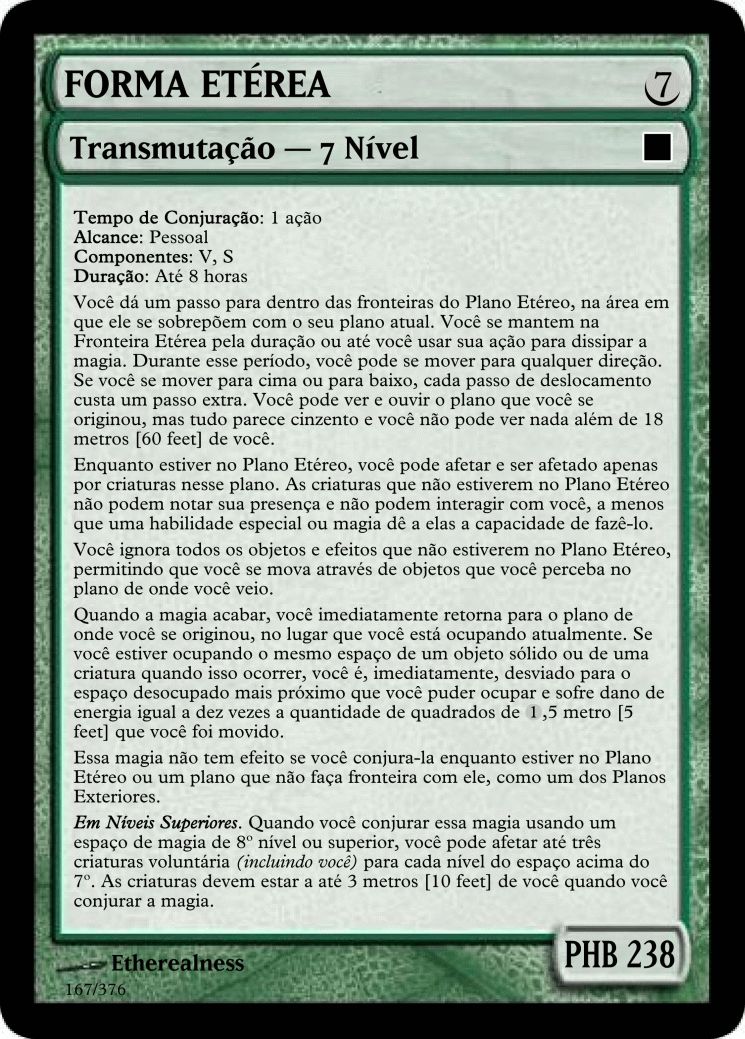 FORMA ETÉREA 7
Transmutação — 7 Nível
Tempo de Conjuração: 1 ação
Alcance: Pessoal
Componentes: V, S
Duração: Até 8 horas
Você dá um passo para dentro das fronteiras do Plano Etéreo, na área em
que ele se sobrepõem com o seu plano atual. Você se mantem na
Fronteira Etérea pela duração ou até você usar sua ação para dissipar a
magia. Durante esse período, você pode se mover para qualquer direção.
Se você se mover para cima ou para baixo, cada passo de deslocamento
custa um passo extra. Você pode ver e ouvir o plano que você se
originou, mas tudo parece cinzento e você não pode ver nada além de 18
metros [60 feet] de você.
Enquanto estiver no Plano Etéreo, você pode afetar e ser afetado apenas
por criaturas nesse plano. As criaturas que não estiverem no Plano Etéreo
não podem notar sua presença e não podem interagir com você, a menos
que uma habilidade especial ou magia dê a elas a capacidade de fazê-lo.
Você ignora todos os objetos e efeitos que não estiverem no Plano Etéreo,
permitindo que você se mova através de objetos que você perceba no
plano de onde você veio.
Quando a magia acabar, você imediatamente retorna para o plano de
onde você se originou, no lugar que você está ocupando atualmente. Se
você estiver ocupando o mesmo espaço de um objeto sólido ou de uma
criatura quando isso ocorrer, você é, imediatamente, desviado para o
espaço desocupado mais próximo que você puder ocupar e sofre dano de
energia igual a dez vezes a quantidade de quadrados de 1,5 metro [5
feet] que você foi movido.
Essa magia não tem efeito se você conjura-la enquanto estiver no Plano
Etéreo ou um plano que não faça fronteira com ele, como um dos Planos
Exteriores.
Em Níveis Superiores. Quando você conjurar essa magia usando um
espaço de magia de 8º nível ou superior, você pode afetar até três
criaturas voluntária (incluindo você) para cada nível do espaço acima do
7º. As criaturas devem estar a até 3 metros [10 feet] de você quando você
conjurar a magia.
PHB 238
Etherealness
167/376